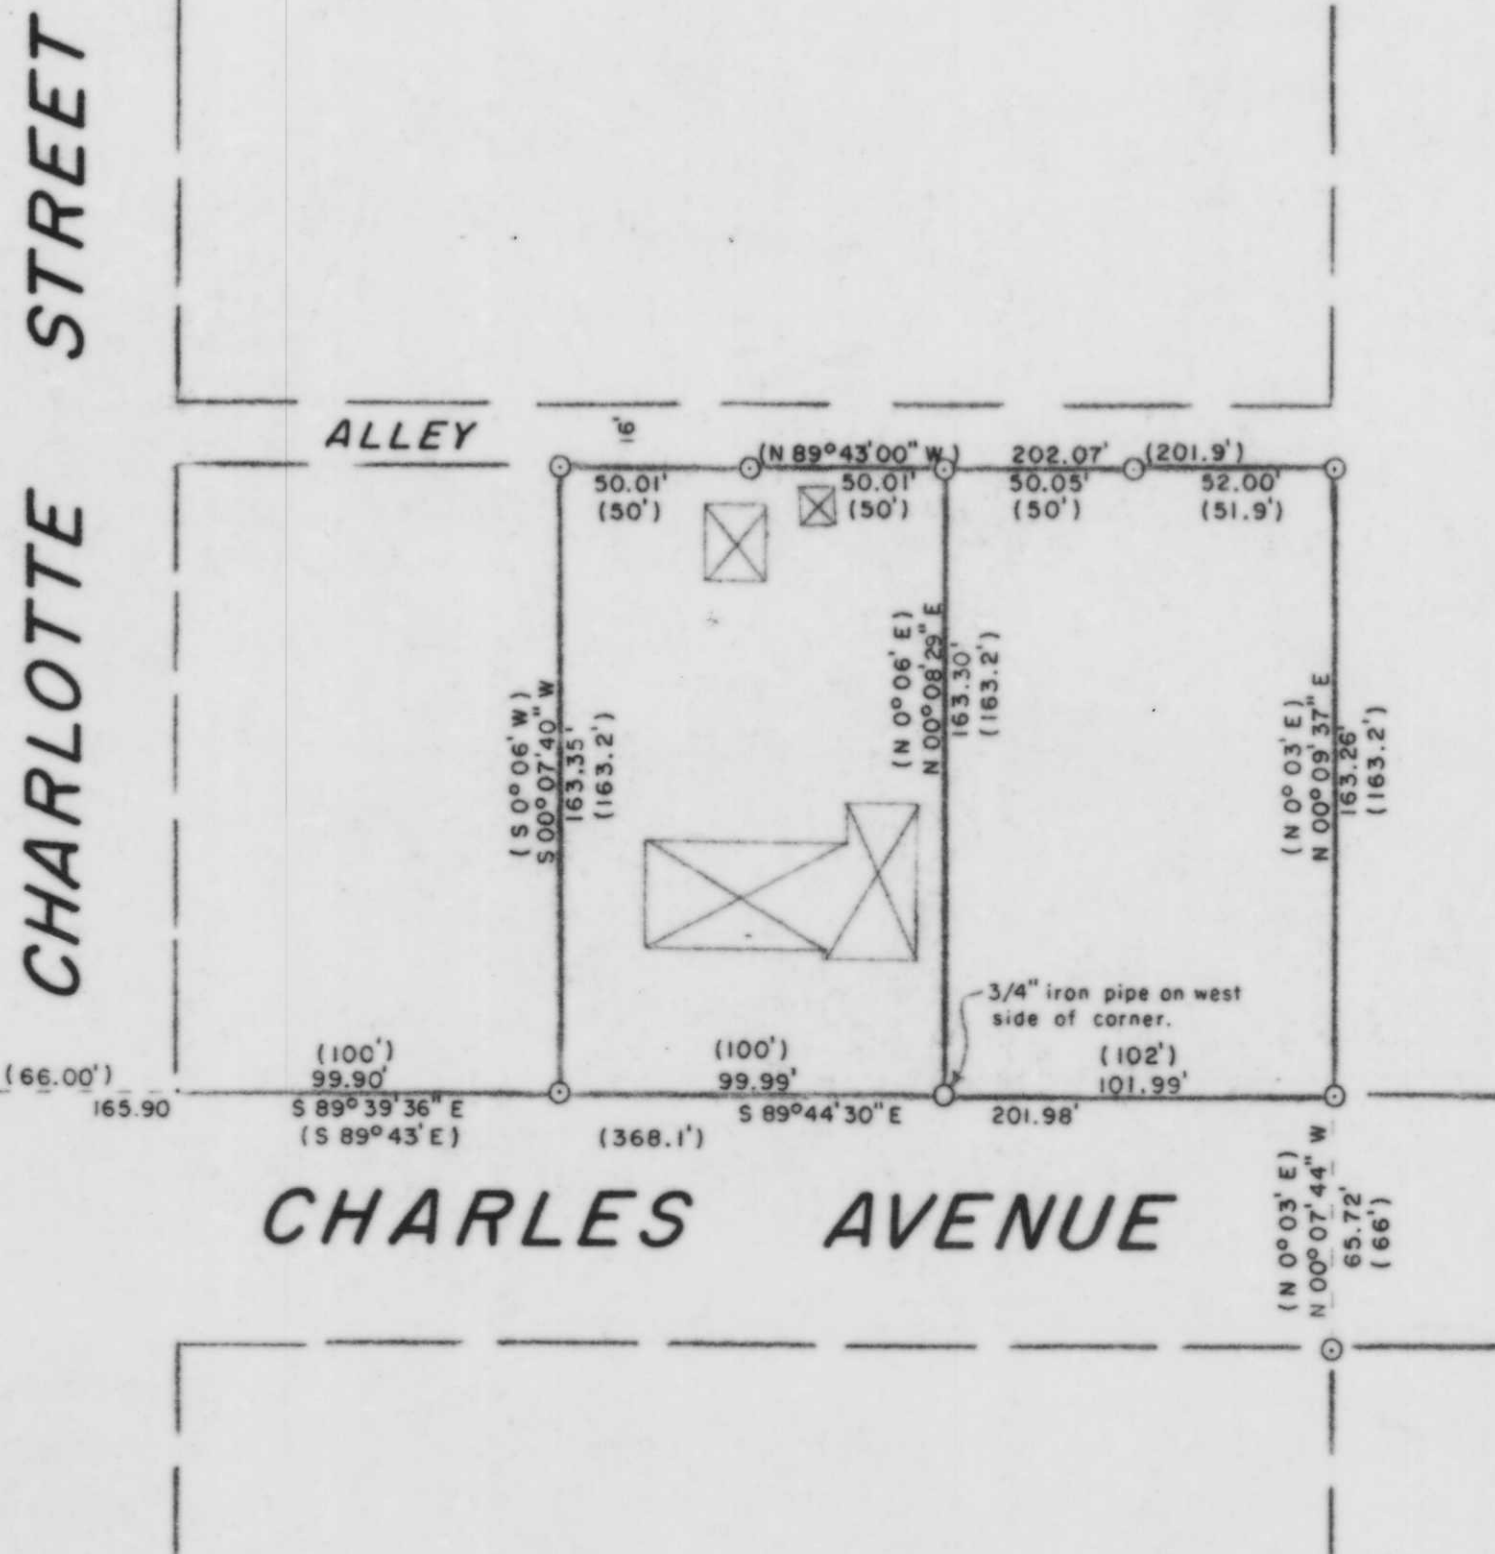 CHARLOTTE STREET
ALLEY
16'
(N 89°43'00" W)
202.07'
(201.9')
50.01'
(50')
50.01'
(50')
50.05'
(50')
52.00'
(51.9')
(S 0°06' W)
S 00°07'40" W
163.35'
(163.2')
(N 0°06' E)
N 00°08'29" E
163.30'
(163.2')
(N 0°03' E)
N 00°09'37" E
163.26'
(163.2')
3/4" iron pipe on west
side of corner.
(66.00')
165.90
(100')
99.90'
S 89°39'36" E
(S 89°43' E)
(100')
99.99'
S 89°44'30" E
(368.1')
(102')
101.99'
201.98'
CHARLES AVENUE
(N 0°03' E)
N 00°07'44" W
65.72'
(66')